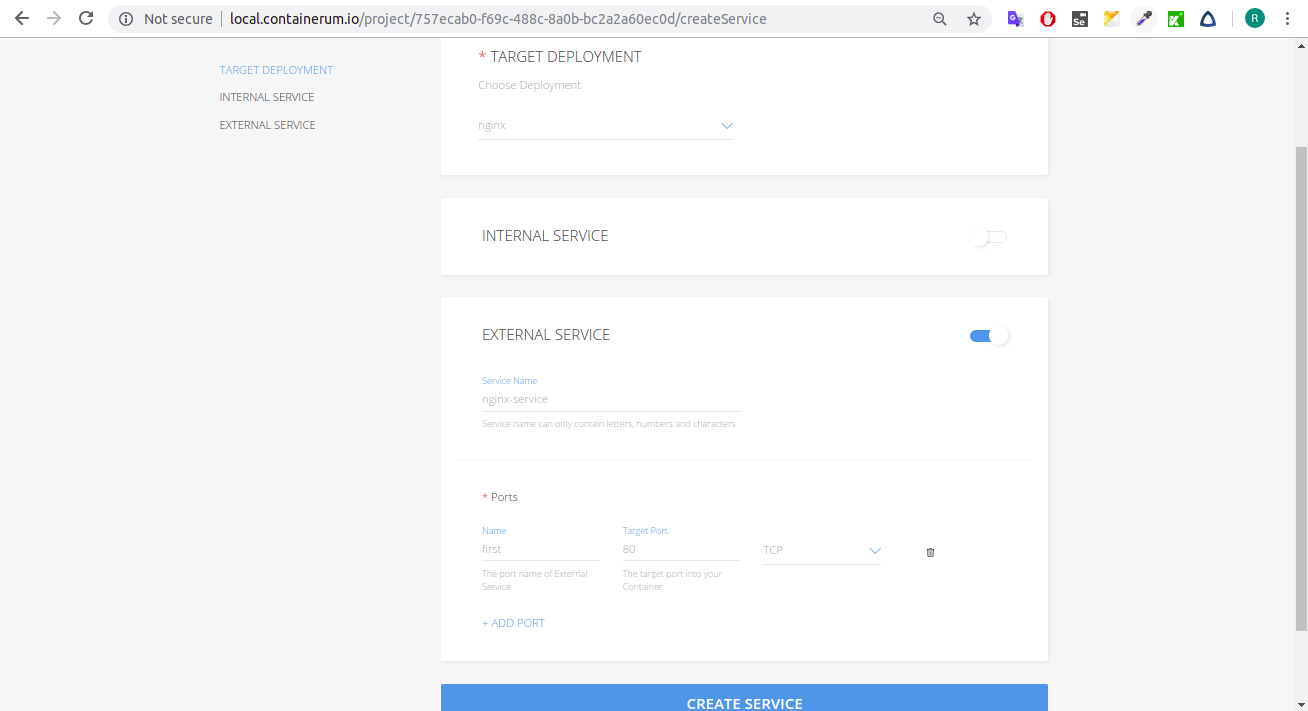 Not secure
local.containerum.io/project/757ecab0-f69c-488c-8a0b-bc2a2a60ec0d/createService
Se
R
TARGET DEPLOYMENT
INTERNAL SERVICE
EXTERNAL SERVICE
* TARGET DEPLOYMENT
Choose Deployment
nginx
INTERNAL SERVICE
EXTERNAL SERVICE
Service Name
nginx-service
Service name can only contain letters, numbers and characters
* Ports
Name
Target Port
first
80
TCP
The port name of External
Service
The target port into your
Container
+ ADD PORT
CREATE SERVICE